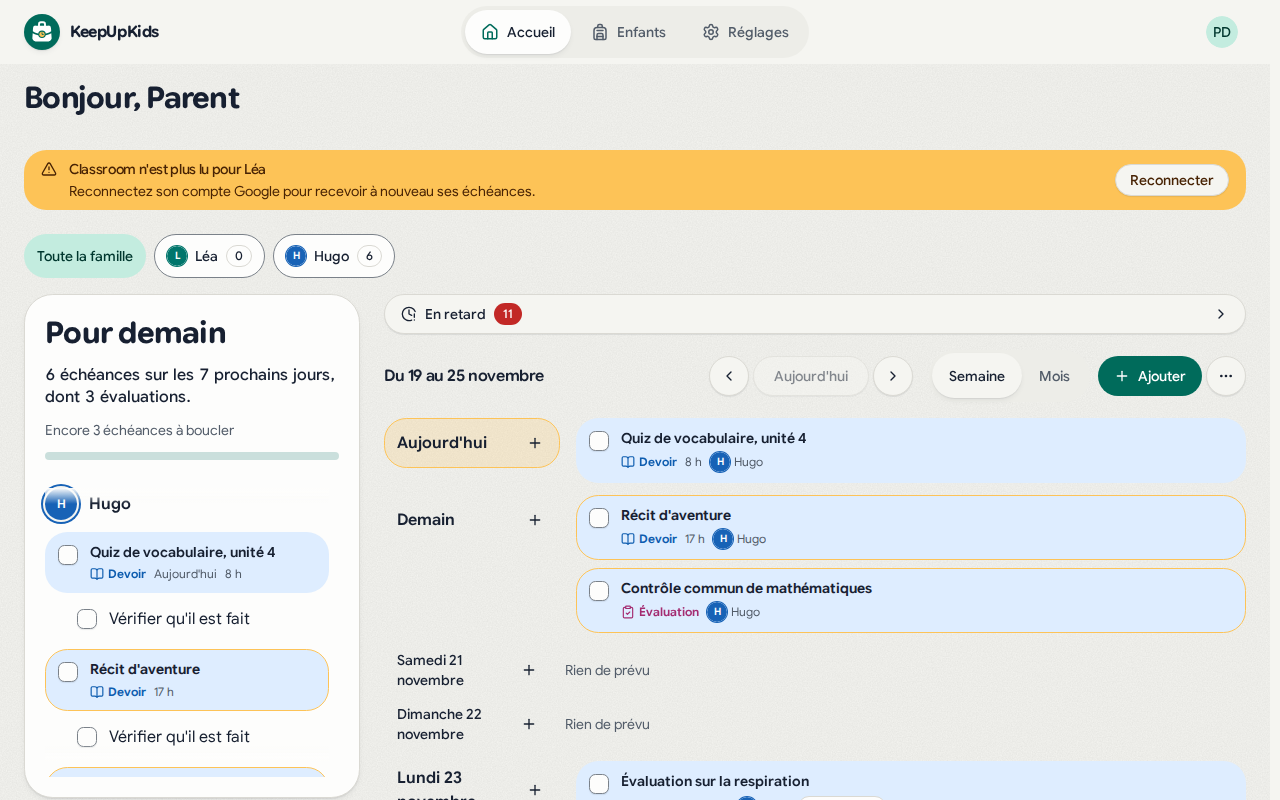 KeepUpKids
Accueil
Enfants
Réglages
PD
Bonjour, Parent
Classroom n'est plus lu pour Léa
Reconnectez son compte Google pour recevoir à nouveau ses échéances.
Reconnecter
Toute la famille
L Léa 0
H Hugo 6
Pour demain
6 échéances sur les 7 prochains jours,
dont 3 évaluations.
Encore 3 échéances à boucler
H Hugo
Quiz de vocabulaire, unité 4
Devoir Aujourd'hui 8 h
Vérifier qu'il est fait
Récit d'aventure
Devoir 17 h
Vérifier qu'il est fait
En retard 11
Du 19 au 25 novembre
Aujourd'hui
Semaine
Mois
Ajouter
Aujourd'hui
Quiz de vocabulaire, unité 4
Devoir 8 h H Hugo
Demain
Récit d'aventure
Devoir 17 h H Hugo
Contrôle commun de mathématiques
Évaluation H Hugo
Samedi 21
novembre
Rien de prévu
Dimanche 22
novembre
Rien de prévu
Lundi 23
novembre
Évaluation sur la respiration